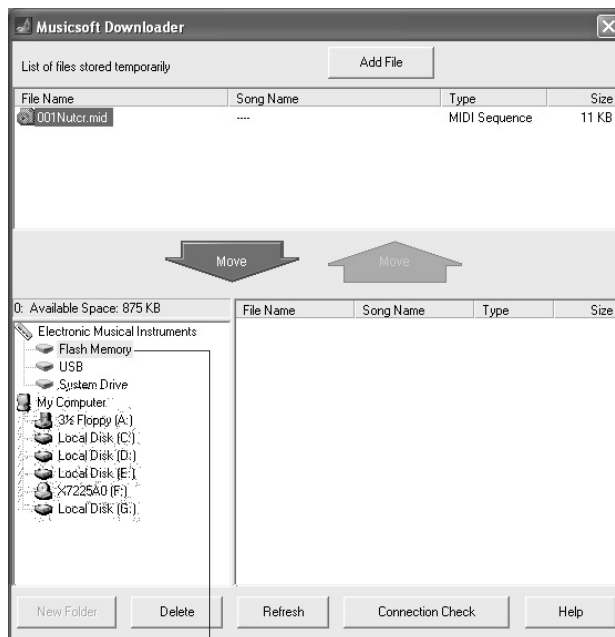 Musicsoft Downloader
List of files stored temporarily
Add File
File Name Song Name Type Size
001Nutcr.mid ---- MIDI Sequence 11 KB
Move Move
0: Available Space: 875 KB
File Name Song Name Type Size
Electronic Musical Instruments
Flash Memory
USB
System Drive
My Computer
3½ Floppy (A:)
Local Disk (C:)
Local Disk (D:)
Local Disk (E:)
X7225A0 (F:)
Local Disk (G:)
New Folder Delete Refresh Connection Check Help